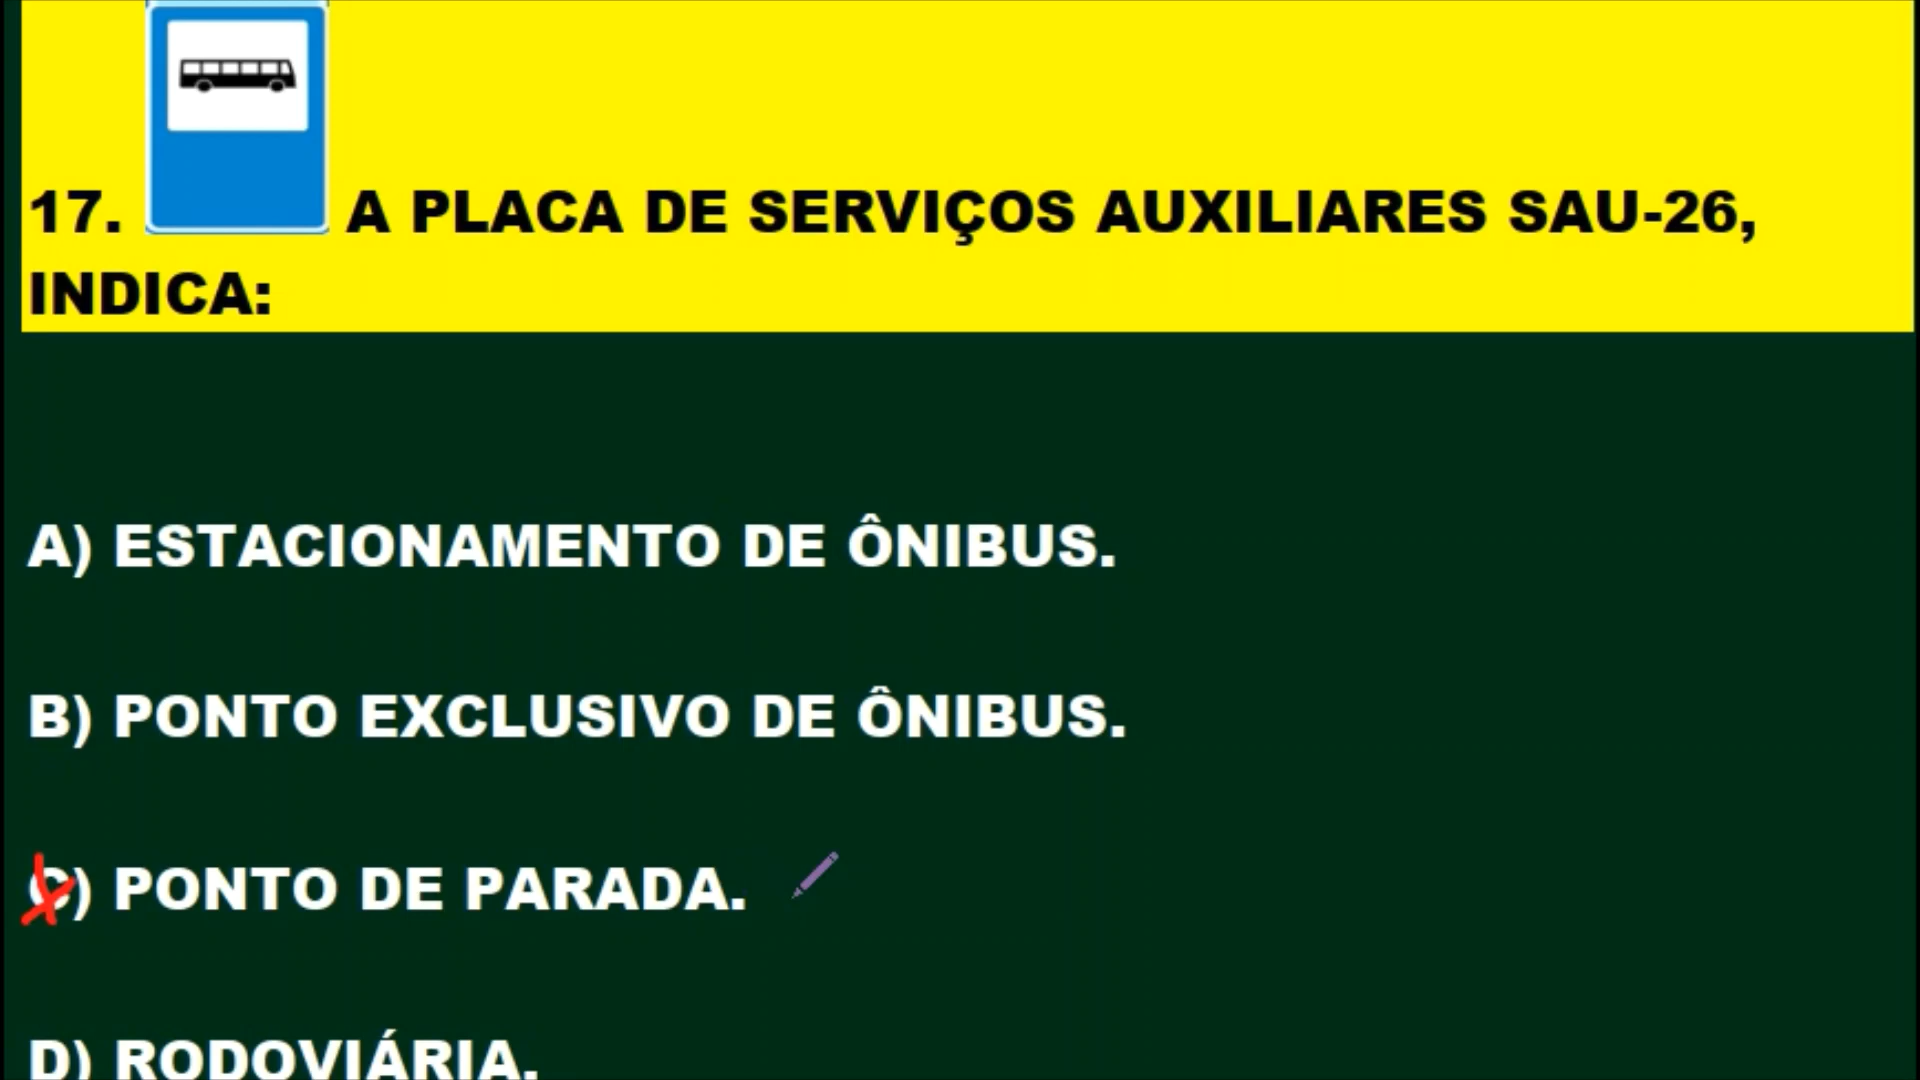 17. A PLACA DE SERVIÇOS AUXILIARES SAU-26,
INDICA:
A) ESTACIONAMENTO DE ÔNIBUS.
B) PONTO EXCLUSIVO DE ÔNIBUS.
C) PONTO DE PARADA.
D) RODOVIÁRIA.